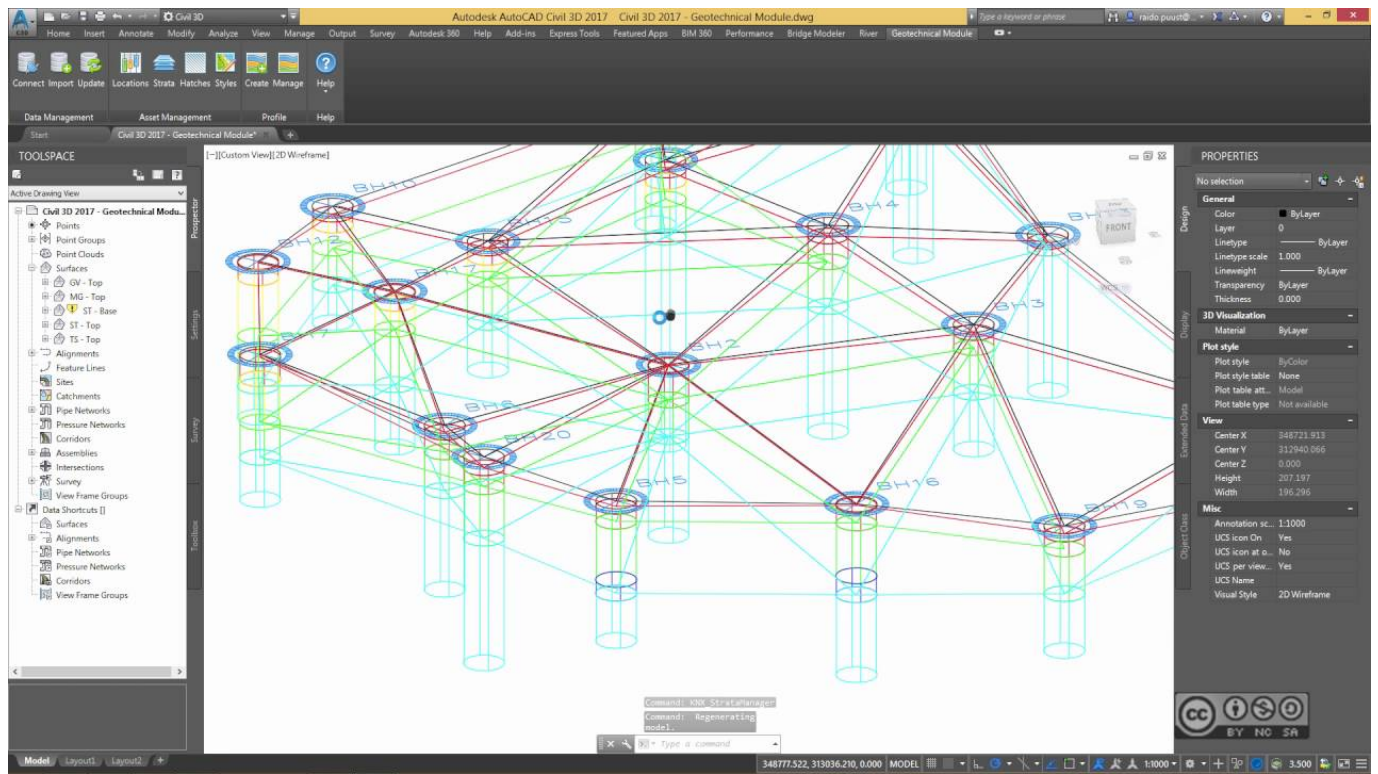 Civil 3D
Autodesk AutoCAD Civil 3D 2017 Civil 3D 2017 - Geotechnical Module.dwg
Type a keyword or phrase
raido.puust@...
Home Insert Annotate Modify Analyze View Manage Output Survey Autodesk 360 Help Add-ins Express Tools Featured Apps BIM 360 Performance Bridge Modeler River Geotechnical Module
Connect Import Update Locations Strata Hatches Styles Create Manage Help
Data Management Asset Management Profile Help
Start Civil 3D 2017 - Geotechnical Module*
TOOLSPACE
Active Drawing View
Civil 3D 2017 - Geotechnical Modu...
Points
Point Groups
Point Clouds
Surfaces
GV - Top
MG - Top
ST - Base
ST - Top
TS - Top
Alignments
Feature Lines
Sites
Catchments
Pipe Networks
Pressure Networks
Corridors
Assemblies
Intersections
Survey
View Frame Groups
Data Shortcuts []
Surfaces
Alignments
Pipe Networks
Pressure Networks
Corridors
View Frame Groups
Prospector
Settings
Survey
Toolbox
[−][Custom View][2D Wireframe]
BH10
BH4
BH12
BH17
BH3
BH2
BH20
BH5
BH16
BH19
FRONT
WCS
Command: KNX_StrataManager
Command: Regenerating
model.
Type a command
PROPERTIES
No selection
Design
Display
Extended Data
Object Class
General
Color ByLayer
Layer 0
Linetype ByLayer
Linetype scale 1.000
Lineweight ByLayer
Transparency ByLayer
Thickness 0.000
3D Visualization
Material ByLayer
Plot style
Plot style ByColor
Plot style table None
Plot table att... Model
Plot table type Not available
View
Center X 348721.913
Center Y 312940.066
Center Z 0.000
Height 207.197
Width 196.296
Misc
Annotation sc... 1:1000
UCS icon On Yes
UCS icon at o... No
UCS per view... Yes
UCS Name
Visual Style 2D Wireframe
cc
BY NC SA
Model Layout1 Layout2 +
348777.522, 313036.210, 0.000 MODEL 1:1000 3.500